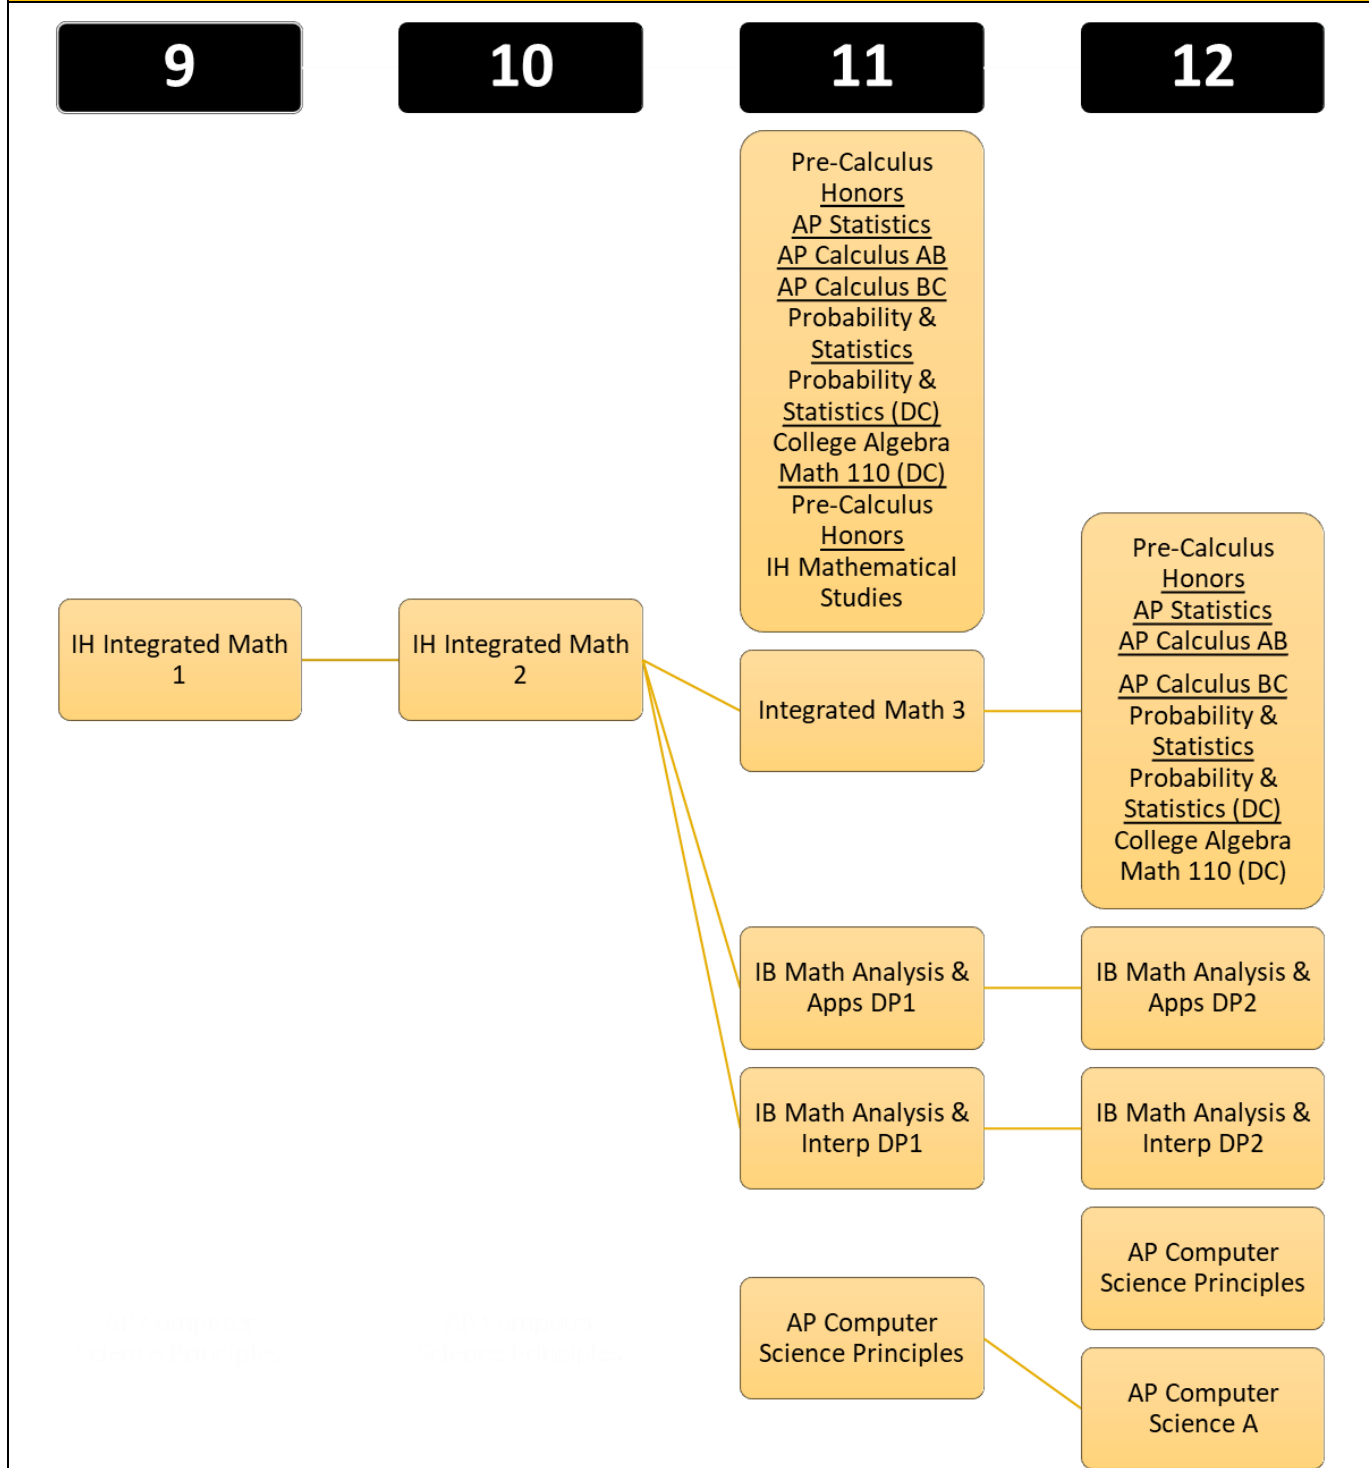 9
10
11
12
Pre-Calculus
Honors
AP Statistics
AP Calculus AB
AP Calculus BC
Probability &
Statistics
Probability &
Statistics (DC)
College Algebra
Math 110 (DC)
Pre-Calculus
Honors
IH Mathematical
Studies
Pre-Calculus
Honors
AP Statistics
AP Calculus AB
AP Calculus BC
Probability &
Statistics
Probability &
Statistics (DC)
College Algebra
Math 110 (DC)
IH Integrated Math
1
IH Integrated Math
2
Integrated Math 3
IB Math Analysis &
Apps DP1
IB Math Analysis &
Apps DP2
IB Math Analysis &
Interp DP1
IB Math Analysis &
Interp DP2
AP Computer
Science Principles
AP Computer
Science Principles
AP Computer
Science A